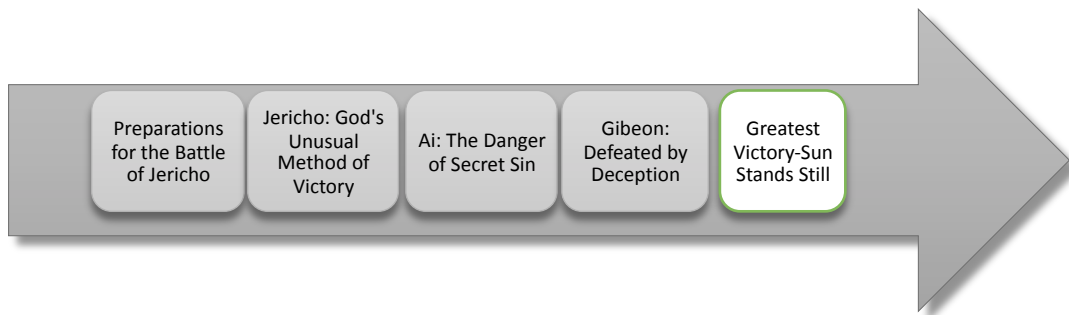 Preparations
for the Battle
of Jericho
Jericho: God's
Unusual
Method of
Victory
Ai: The Danger
of Secret Sin
Gibeon:
Defeated by
Deception
Greatest
Victory-Sun
Stands Still